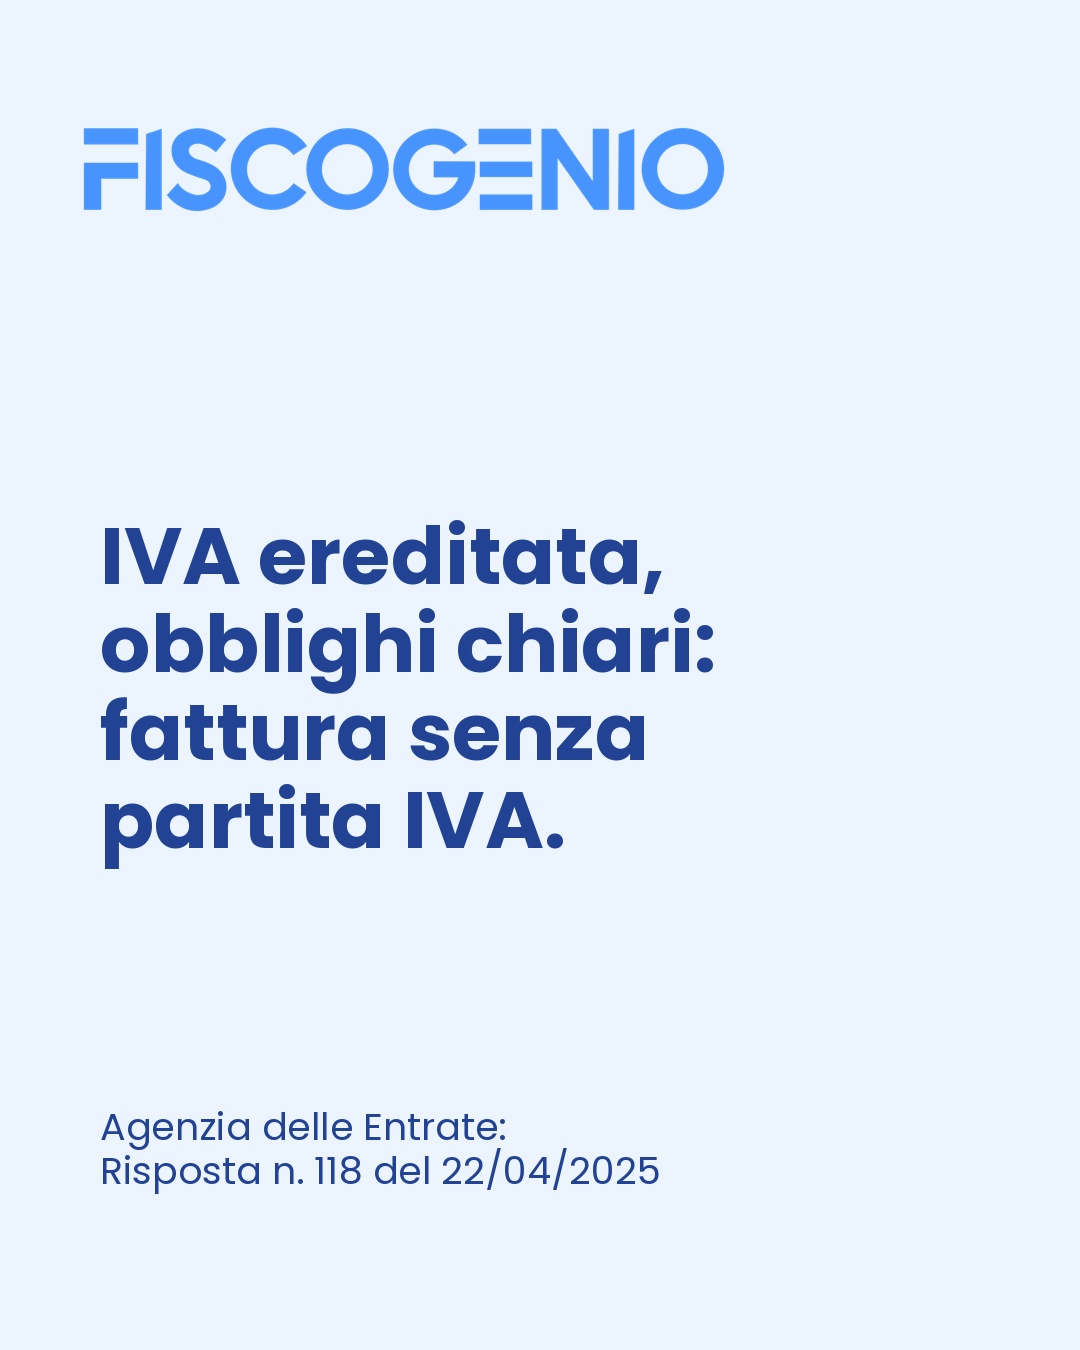 FISCOGENIO
IVA ereditata,
obblighi chiari:
fattura senza
partita IVA.
Agenzia delle Entrate:
Risposta n. 118 del 22/04/2025